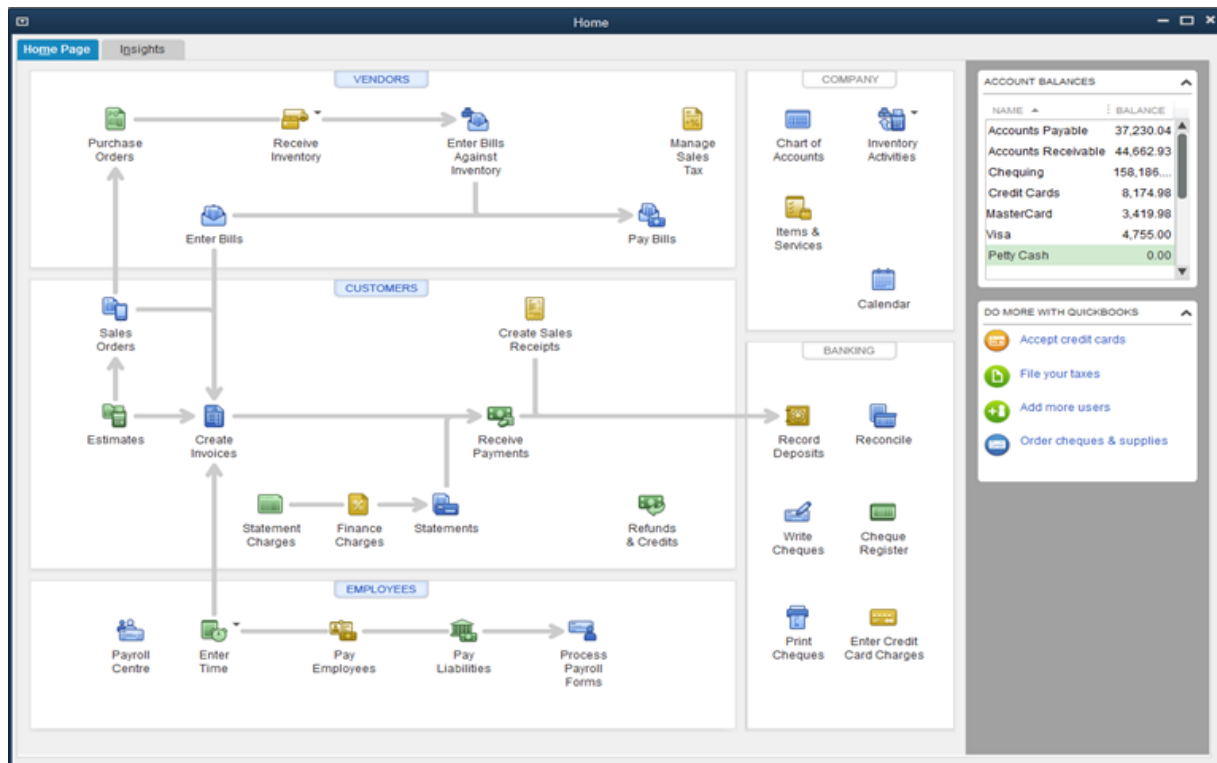 Home
Home Page
Insights
VENDORS
Purchase
Orders
Receive
Inventory
Enter Bills
Against
Inventory
Manage
Sales
Tax
Enter Bills
Pay Bills
CUSTOMERS
Sales
Orders
Create Sales
Receipts
Estimates
Create
Invoices
Receive
Payments
Statement
Charges
Finance
Charges
Statements
Refunds
& Credits
EMPLOYEES
Payroll
Centre
Enter
Time
Pay
Employees
Pay
Liabilities
Process
Payroll
Forms
COMPANY
Chart of
Accounts
Inventory
Activities
Items &
Services
Calendar
BANKING
Record
Deposits
Reconcile
Write
Cheques
Cheque
Register
Print
Cheques
Enter Credit
Card Charges
ACCOUNT BALANCES
NAME BALANCE
Accounts Payable 37,230.04
Accounts Receivable 44,662.93
Chequing 158,186....
Credit Cards 8,174.98
MasterCard 3,419.98
Visa 4,755.00
Petty Cash 0.00
DO MORE WITH QUICKBOOKS
Accept credit cards
File your taxes
Add more users
Order cheques & supplies